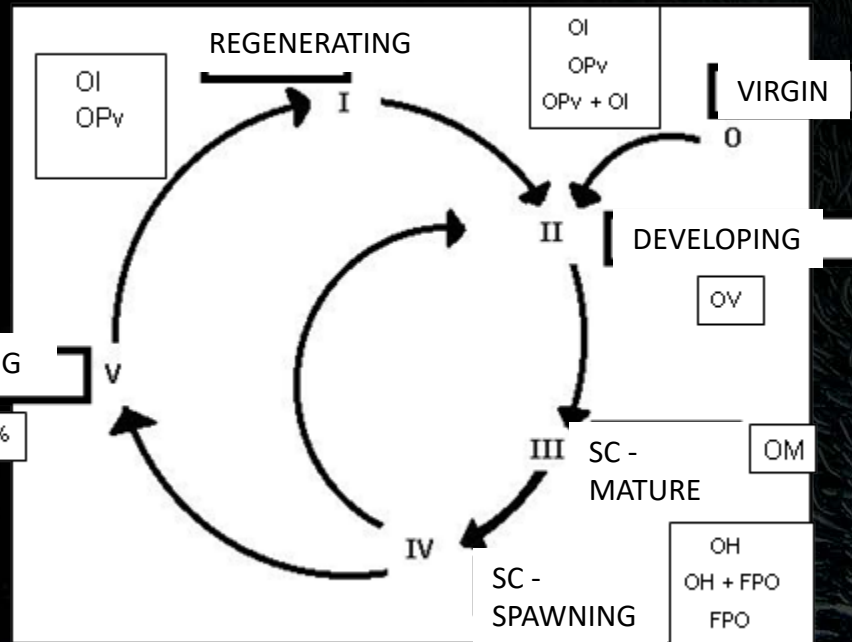 REGENERATING
OI
OPv
I
OI
OPv
OPv + OI
VIRGIN
O
II
DEVELOPING
OV
G
V
%
III
SC -
MATURE
OM
IV
SC -
SPAWNING
OH
OH + FPO
FPO